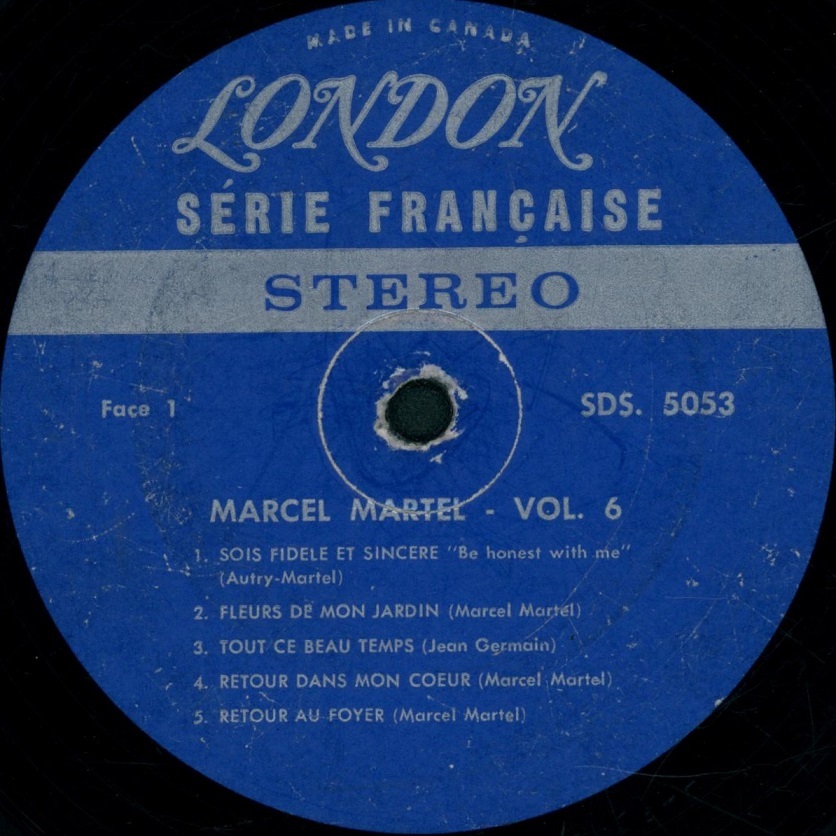 MADE IN CANADA
LONDON
SÉRIE FRANÇAISE
STEREO
Face 1
SDS. 5053
MARCEL MARTEL - VOL. 6
1. SOIS FIDELE ET SINCERE "Be honest with me"
(Autry-Martel)
2. FLEURS DE MON JARDIN (Marcel Martel)
3. TOUT CE BEAU TEMPS (Jean Germain)
4. RETOUR DANS MON COEUR (Marcel Martel)
5. RETOUR AU FOYER (Marcel Martel)